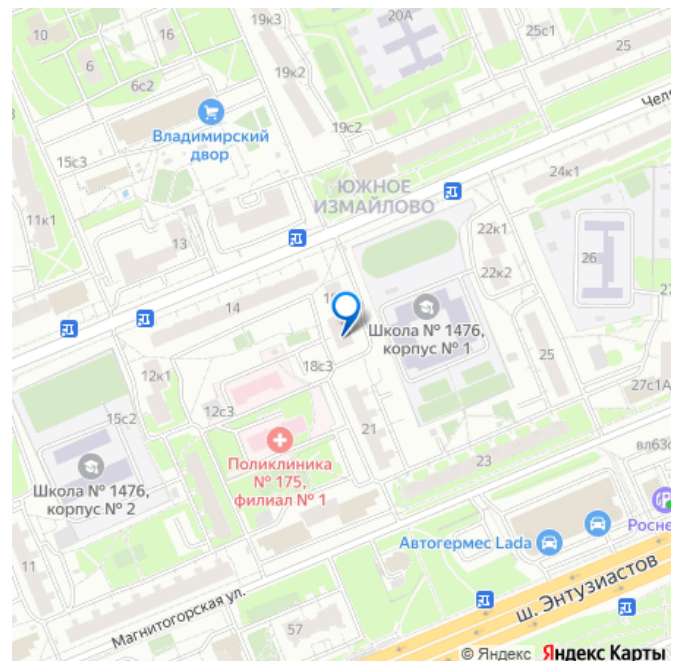 19к3
20А
10
16
25с1
25
6
19к2
6с2
Владимирский
двор
Чел
19с2
15с3
24к1
ЮЖНОЕ
ИЗМАЙЛОВО
11к1
22к1
13
26
22к2
14
Школа № 1476,
корпус № 1
18с3
25
12к1
27с1А
12с3
15с2
21
Поликлиника
№ 175,
филиал № 1
23
Школа № 1476,
корпус № 2
Росне
Автогермес Lada
11
ш. Энтузиастов
Магнитогорская ул.
57
© Яндекс Яндекс Карты